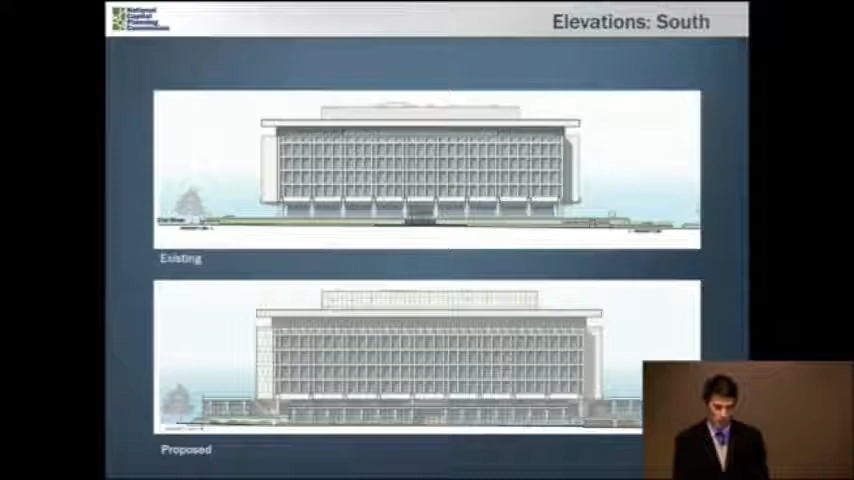 National
Capital
Planning
Commission
Elevations: South
Existing
Proposed